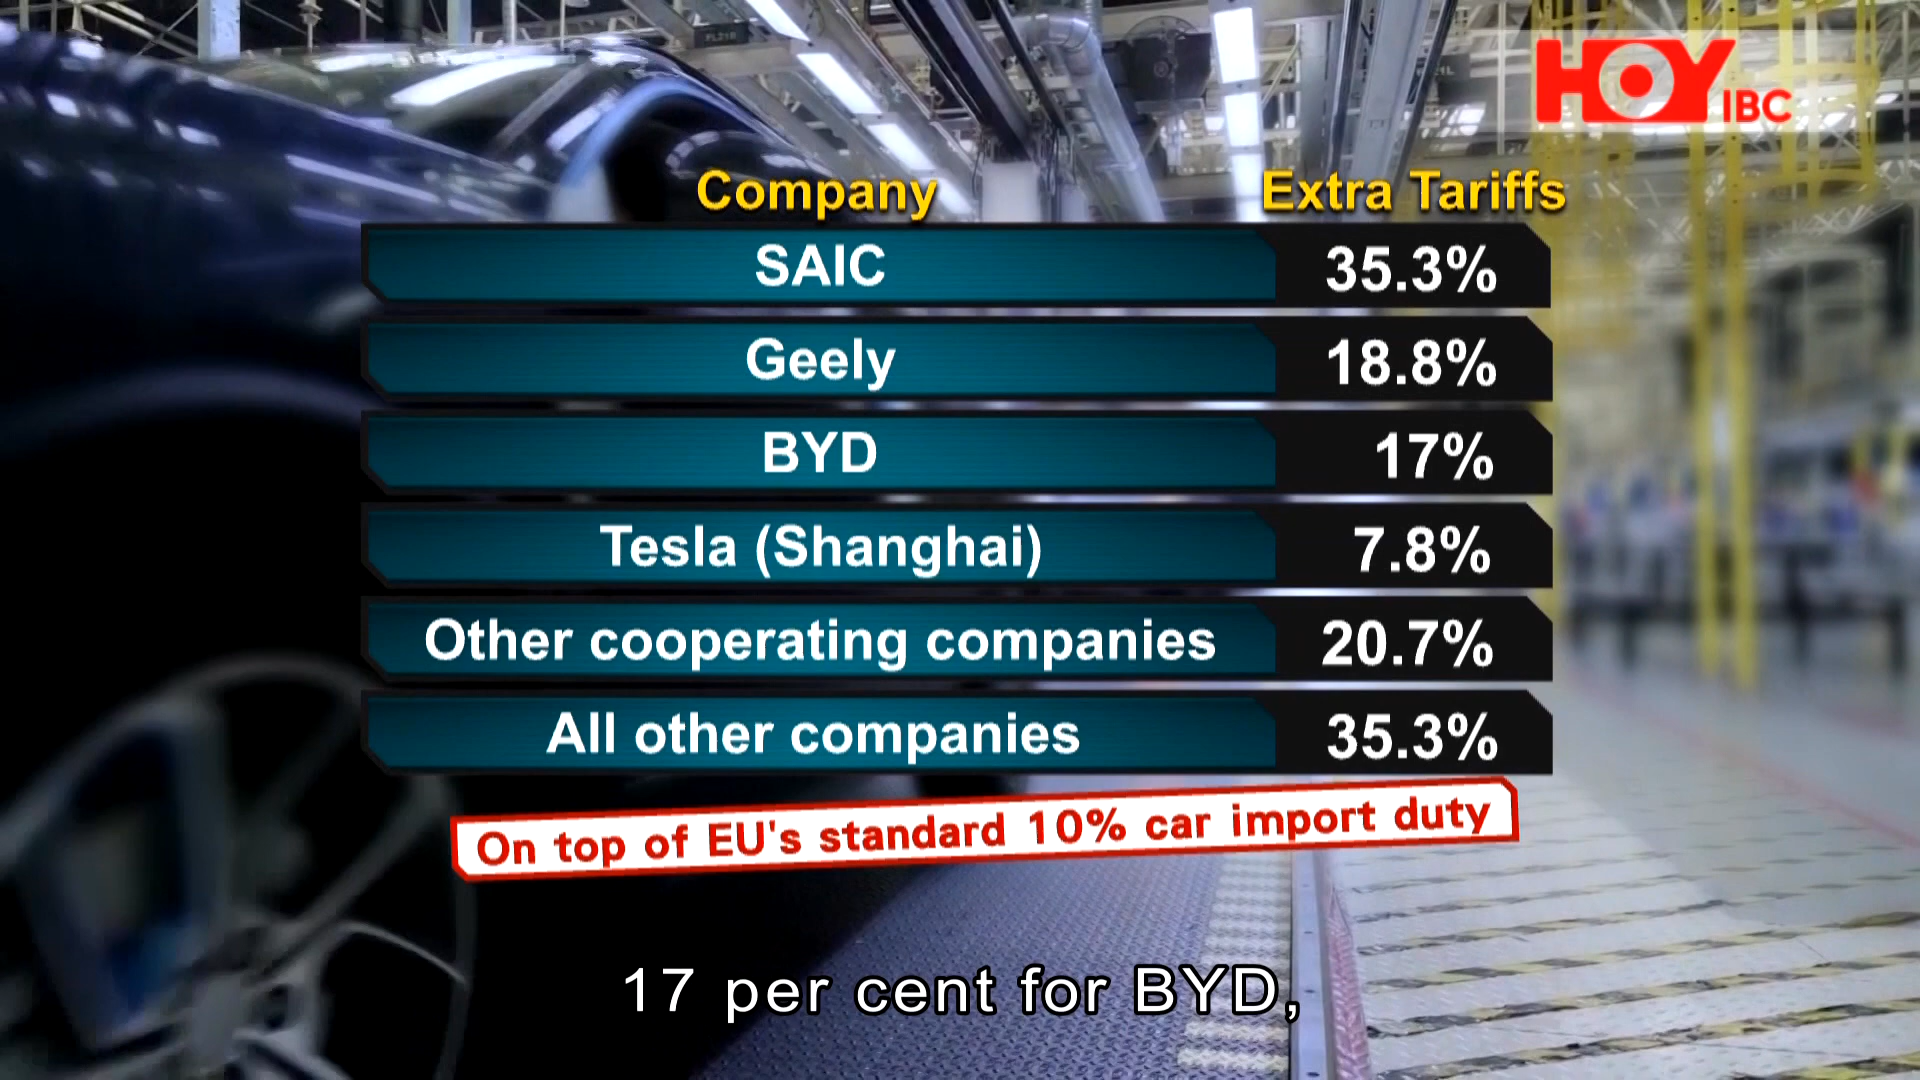 HOY IBC
Company Extra Tariffs
SAIC 35.3%
Geely 18.8%
BYD 17%
Tesla (Shanghai) 7.8%
Other cooperating companies 20.7%
All other companies 35.3%
On top of EU's standard 10% car import duty
17 per cent for BYD,